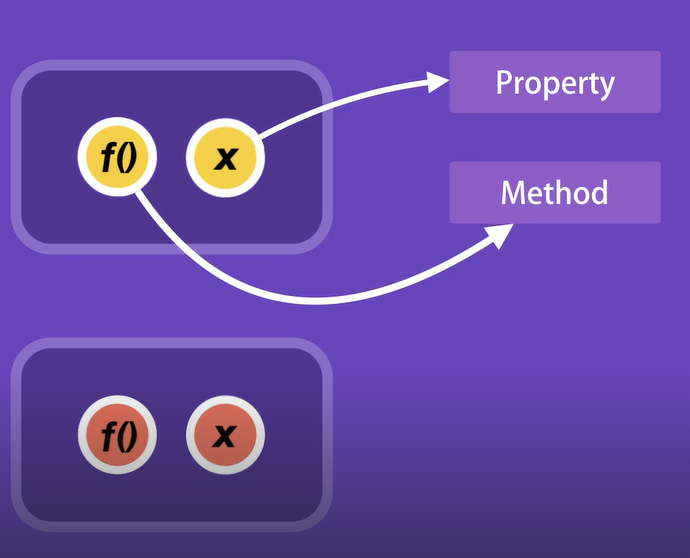 Property
f() x
Method
f() x